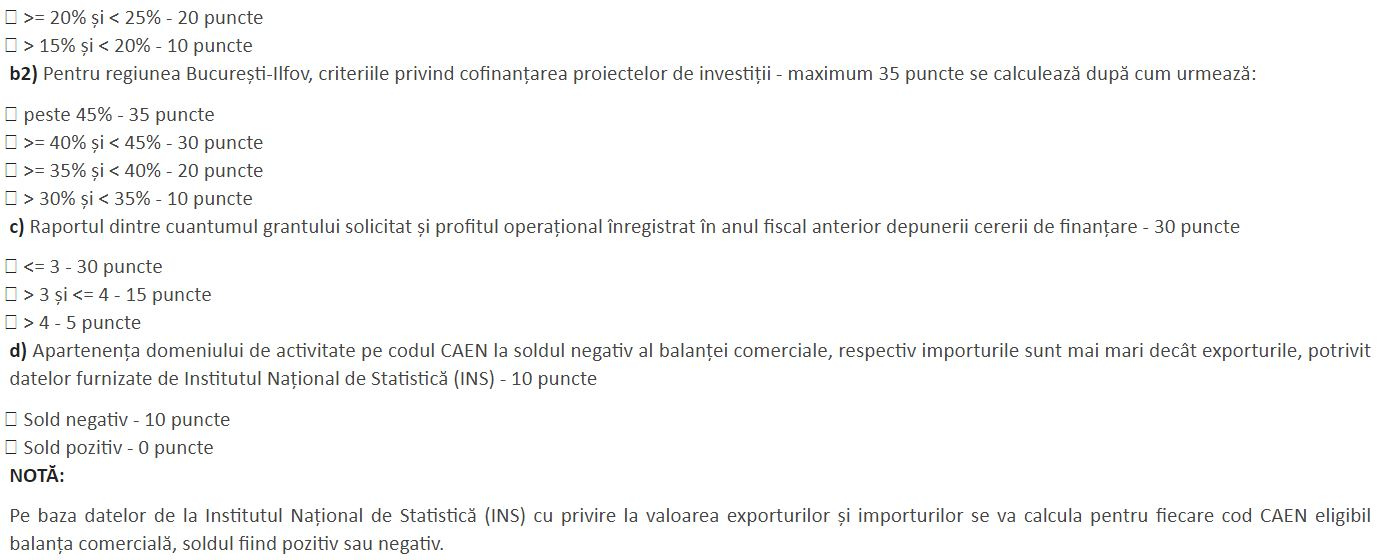 □ >= 20% și < 25% - 20 puncte
□ > 15% și < 20% - 10 puncte
b2) Pentru regiunea București-Ilfov, criteriile privind cofinanțarea proiectelor de investiții - maximum 35 puncte se calculează după cum urmează:
□ peste 45% - 35 puncte
□ >= 40% și < 45% - 30 puncte
□ >= 35% și < 40% - 20 puncte
□ > 30% și < 35% - 10 puncte
c) Raportul dintre cuantumul grantului solicitat și profitul operațional înregistrat în anul fiscal anterior depunerii cererii de finanțare - 30 puncte
□ <= 3 - 30 puncte
□ > 3 și <= 4 - 15 puncte
□ > 4 - 5 puncte
d) Apartenența domeniului de activitate pe codul CAEN la soldul negativ al balanței comerciale, respectiv importurile sunt mai mari decât exporturile, potrivit
datelor furnizate de Institutul Național de Statistică (INS) - 10 puncte
□ Sold negativ - 10 puncte
□ Sold pozitiv - 0 puncte
NOTĂ:
Pe baza datelor de la Institutul Național de Statistică (INS) cu privire la valoarea exporturilor și importurilor se va calcula pentru fiecare cod CAEN eligibil
balanța comercială, soldul fiind pozitiv sau negativ.